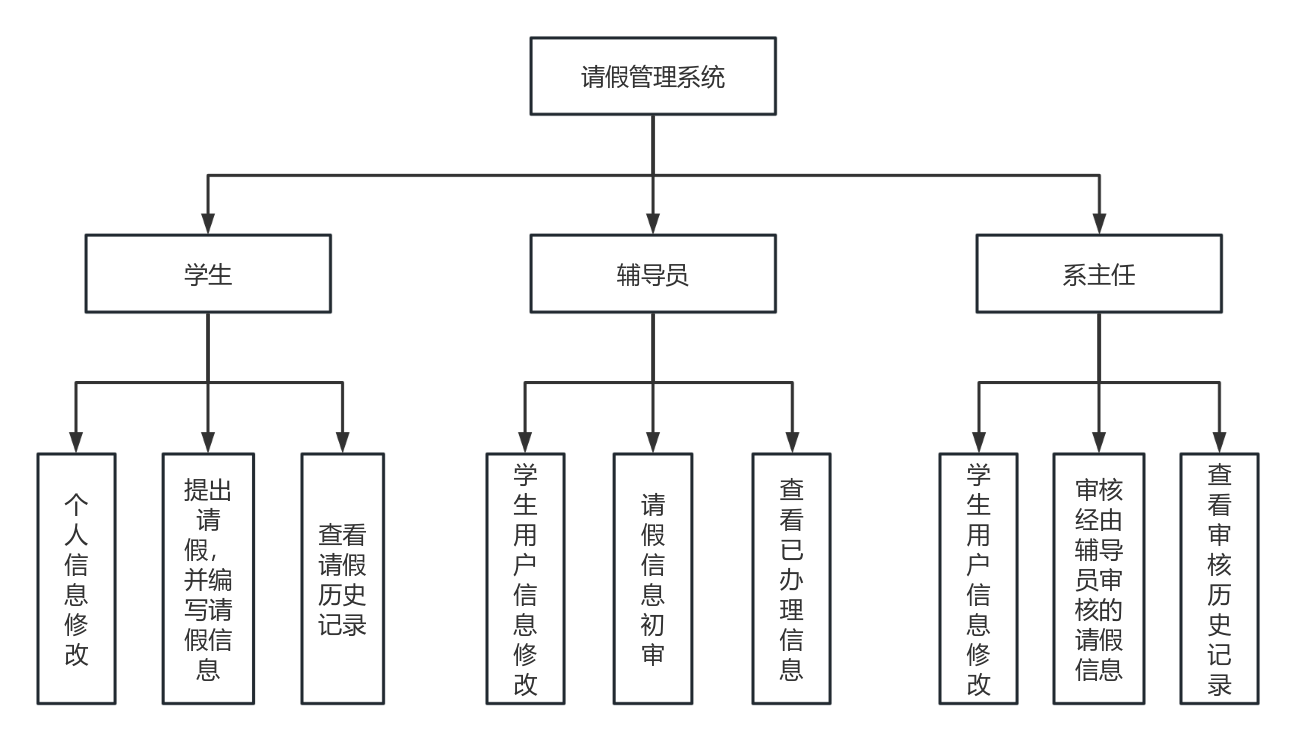 请假管理系统
学生
辅导员
系主任
个
人
信
息
修
改
提出
请
假，
并编
写请
假信
息
查看
请假
历史
记录
学
生
用
户
信
息
修
改
请
假
信
息
初
审
查
看
已
办
理
信
息
学
生
用
户
信
息
修
改
审核
经由
辅导
员审
核的
请假
信息
查
看
审
核
历
史
记
录